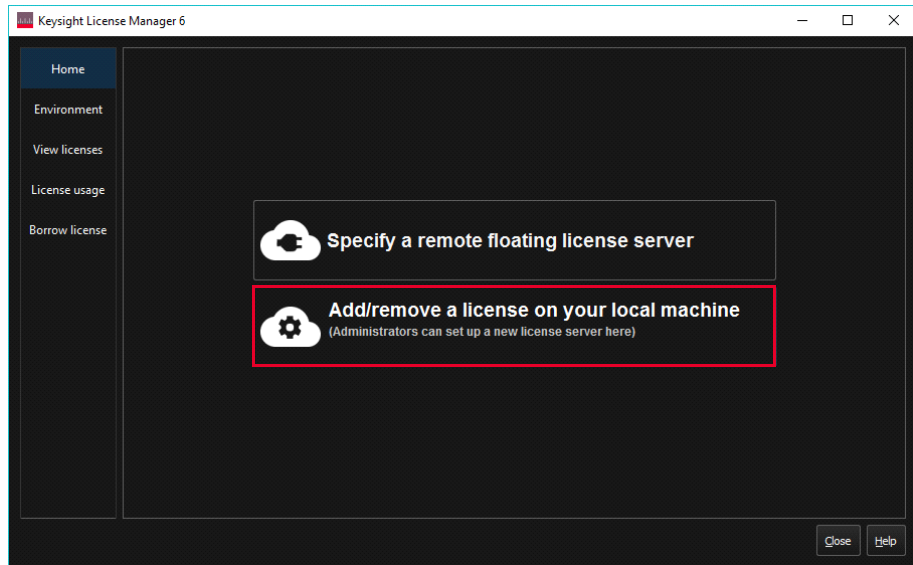 Keysight License Manager 6
Home
Environment
View licenses
License usage
Borrow license
Specify a remote floating license server
Add/remove a license on your local machine
(Administrators can set up a new license server here)
Close
Help